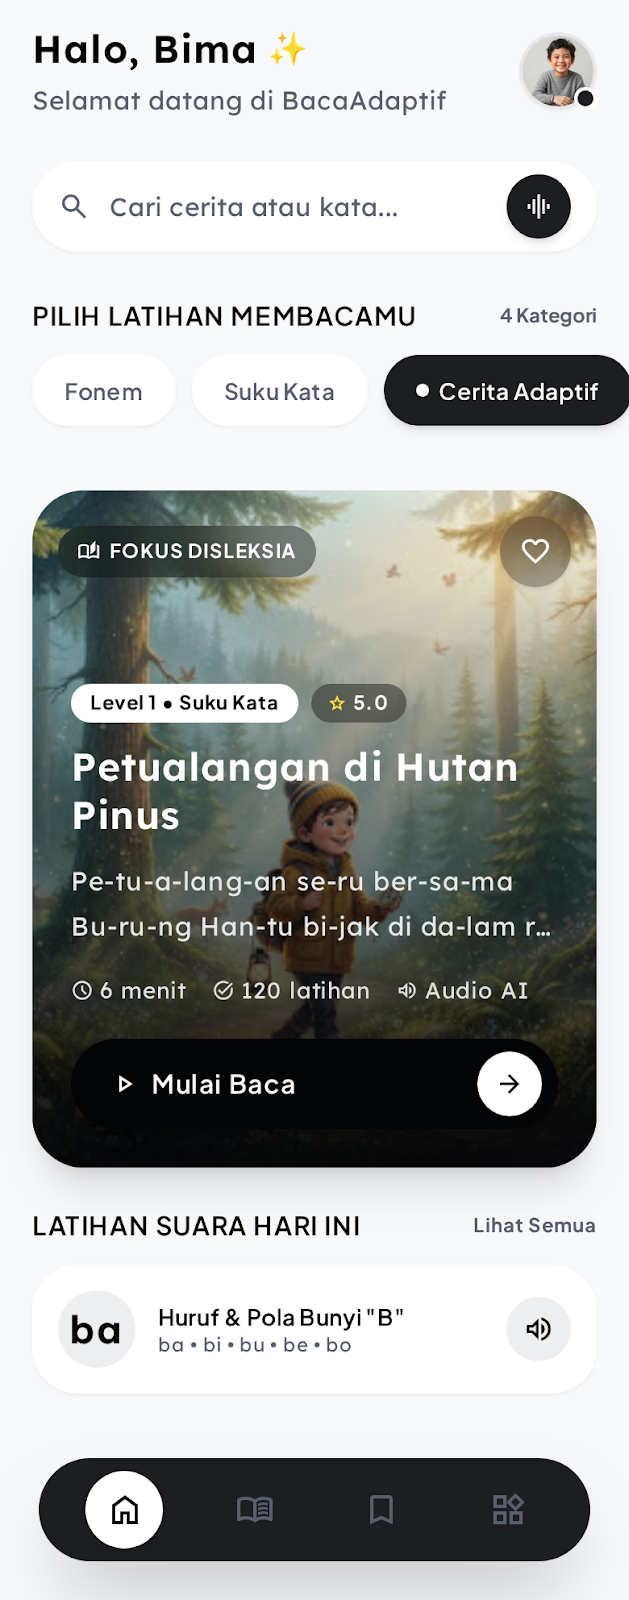 Halo, Bima ✨
Selamat datang di BacaAdaptif
Cari cerita atau kata...
PILIH LATIHAN MEMBACAMU
4 Kategori
Fonem
Suku Kata
Cerita Adaptif
FOKUS DISLEKSIA
Level 1 • Suku Kata
5.0
Petualangan di Hutan
Pinus
Pe-tu-a-lang-an se-ru ber-sa-ma
Bu-ru-ng Han-tu bi-jak di da-lam r...
6 menit
120 latihan
Audio AI
Mulai Baca
LATIHAN SUARA HARI INI
Lihat Semua
ba
Huruf & Pola Bunyi "B"
ba • bi • bu • be • bo